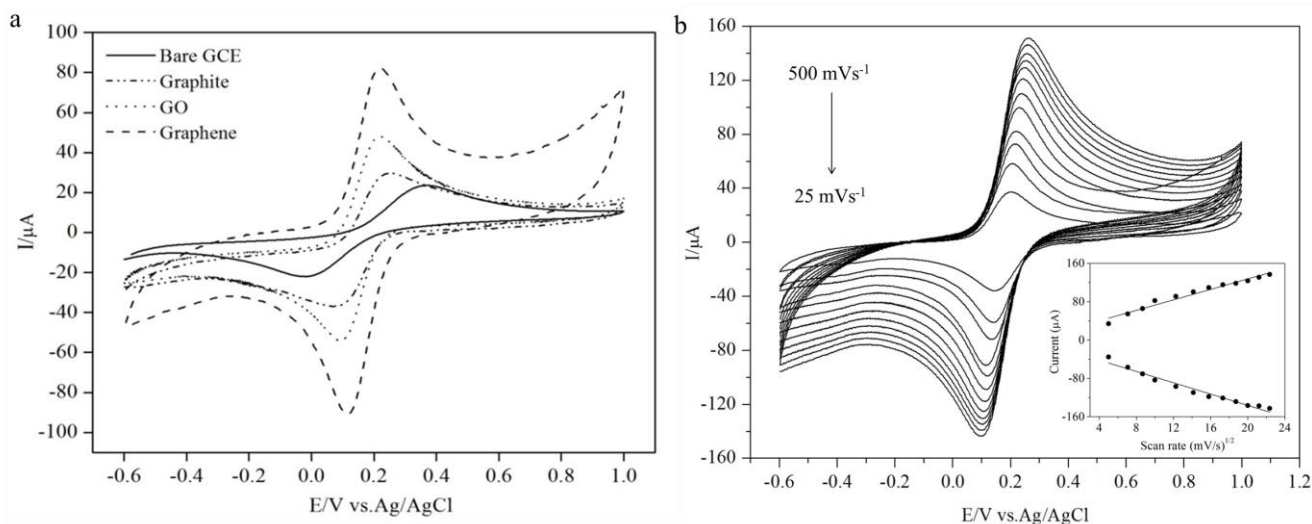 a
100
80
60
40
20
0
-20
-40
-60
-80
-100
I/μA
Bare GCE
Graphite
GO
Graphene
-0.6 -0.4 -0.2 0.0 0.2 0.4 0.6 0.8 1.0
E/V vs.Ag/AgCl
b
160
120
80
40
0
-40
-80
-120
-160
I/μA
500 mVs⁻¹
25 mVs⁻¹
-0.6 -0.4 -0.2 0.0 0.2 0.4 0.6 0.8 1.0 1.2
E/V vs.Ag/AgCl
160
80
0
-80
-160
Current (μA)
4 8 12 16 20 24
Scan rate (mV/s)^1/2